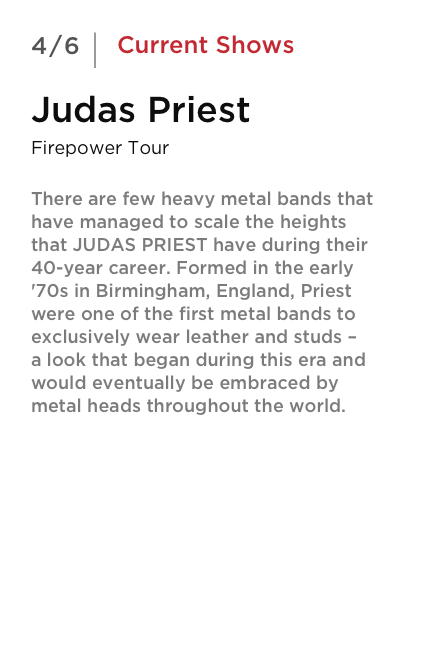 4/6 Current Shows
Judas Priest
Firepower Tour
There are few heavy metal bands that
have managed to scale the heights
that JUDAS PRIEST have during their
40-year career. Formed in the early
'70s in Birmingham, England, Priest
were one of the first metal bands to
exclusively wear leather and studs –
a look that began during this era and
would eventually be embraced by
metal heads throughout the world.